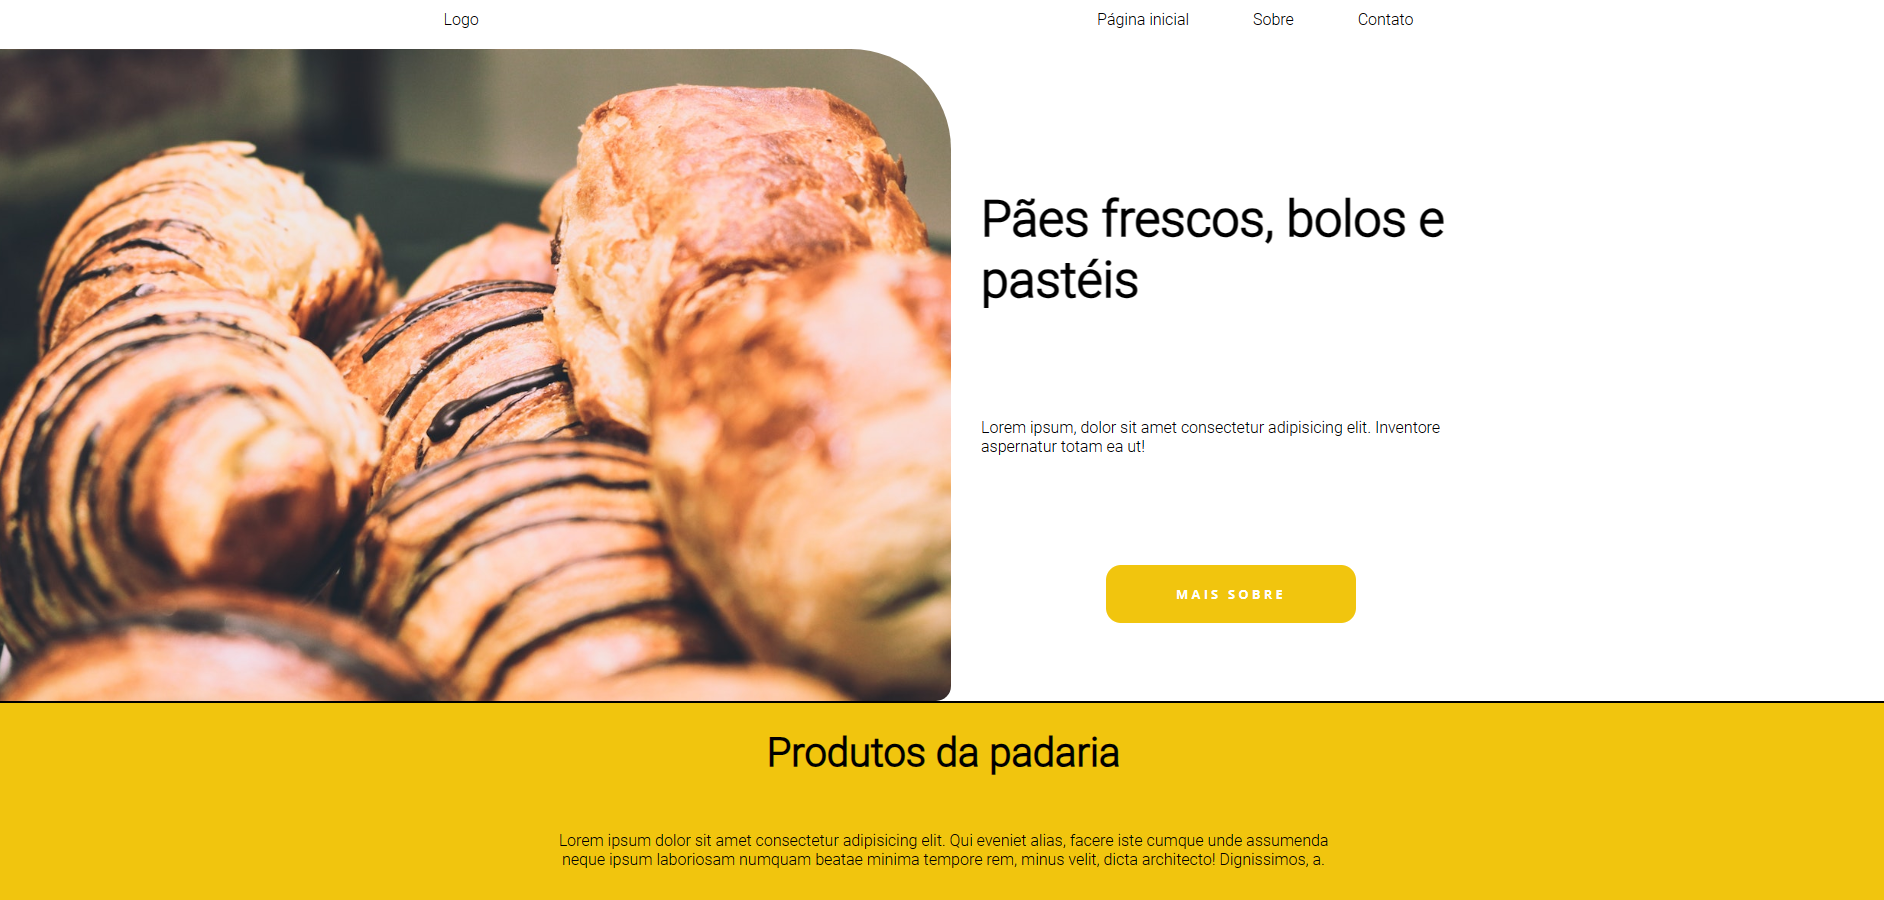 Logo
Página inicial
Sobre
Contato
Pães frescos, bolos e
pastéis
Lorem ipsum, dolor sit amet consectetur adipisicing elit. Inventore
aspernatur totam ea ut!
MAIS SOBRE
Produtos da padaria
Lorem ipsum dolor sit amet consectetur adipisicing elit. Qui eveniet alias, facere iste cumque unde assumenda
neque ipsum laboriosam numquam beatae minima tempore rem, minus velit, dicta architecto! Dignissimos, a.